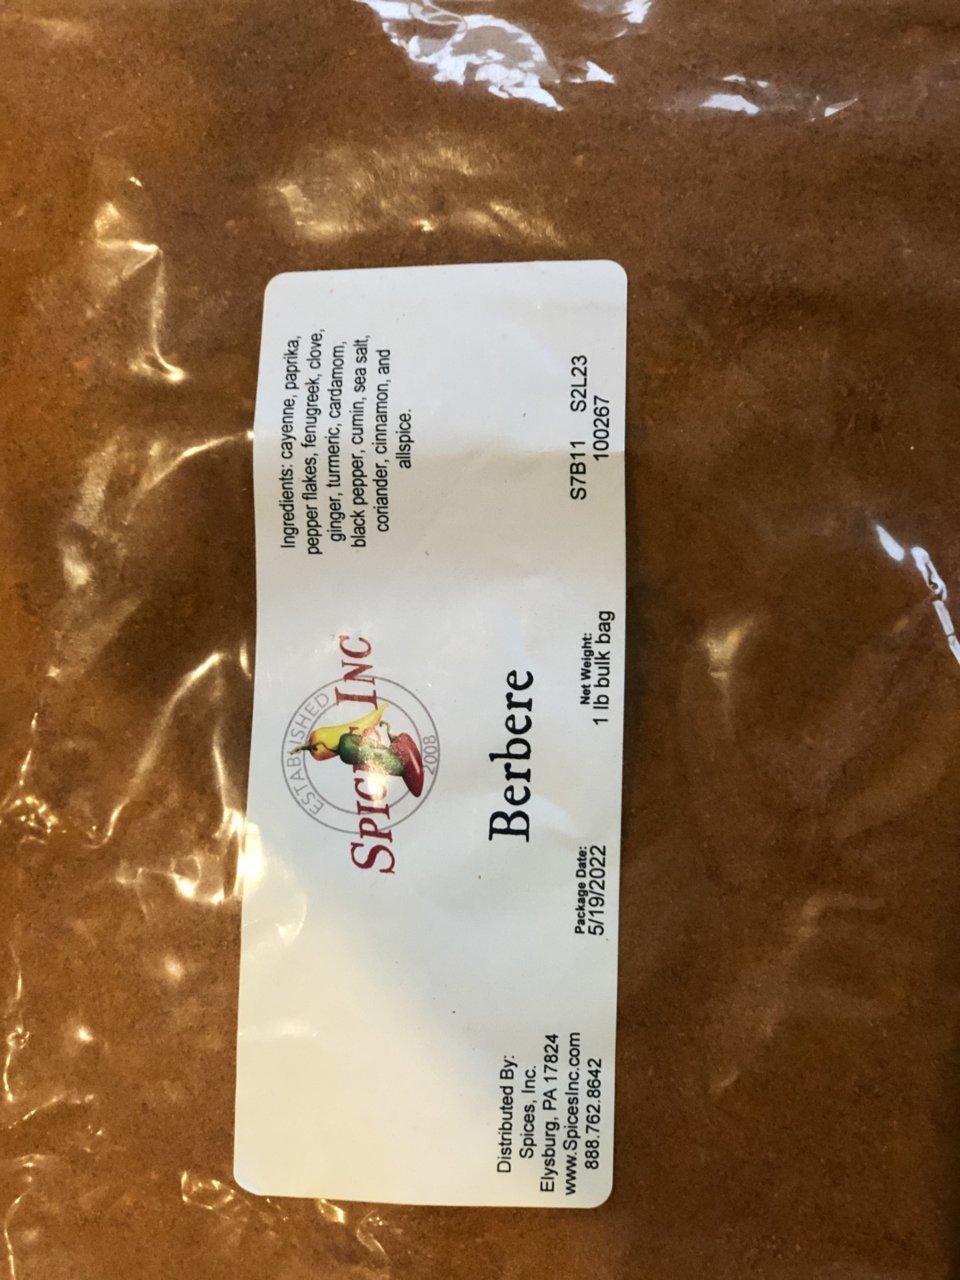 ESTABLISHED
SPICES INC
2008
Ingredients: cayenne, paprika,
pepper flakes, fenugreek, clove,
ginger, turmeric, cardamom,
black pepper, cumin, sea salt,
coriander, cinnamon, and
allspice.
Berbere
Distributed By:
Spices, Inc.
Elysburg, PA 17824
www.SpicesInc.com
888.762.8642
Package Date:
5/19/2022
Net Weight:
1 lb bulk bag
S7B11 S2L23
100267